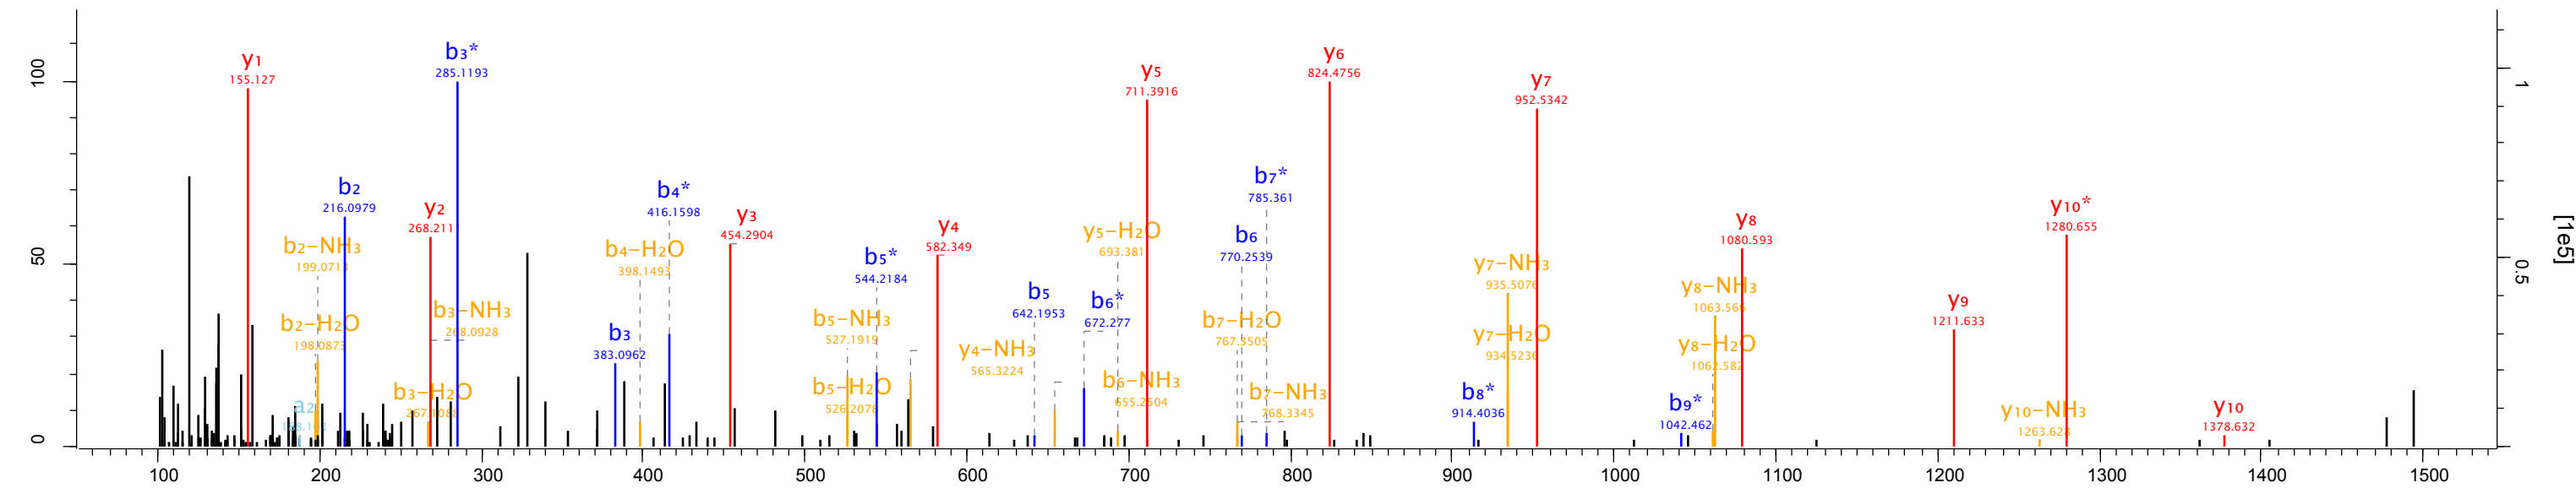 y1
155.127
b2
216.0979
b2-NH3
199.0713
b2-H2O
198.0873
a2
b3*
285.1193
y2
268.211
b3-NH3
268.0928
b3-H2O
267.1088
b3
383.0962
b4*
416.1598
b4-H2O
398.1493
y3
454.2904
b5*
544.2184
b5-NH3
527.1919
b5-H2O
526.2078
y4
582.349
y4-NH3
565.3224
b5
642.1953
b6*
672.277
y5
711.3916
y5-H2O
693.381
b6-NH3
655.2504
b7*
785.361
b6
770.2539
b7-H2O
767.3505
b7-NH3
768.3345
y6
824.4756
b8*
914.4036
y7
952.5342
y7-NH3
935.5076
y7-H2O
934.5236
b9*
1042.462
y8
1080.593
y8-NH3
1063.566
y8-H2O
1062.582
y9
1211.633
y10*
1280.655
y10-NH3
1263.628
y10
1378.632
100
50
0
1
0.5
[1e5]
100 200 300 400 500 600 700 800 900 1000 1100 1200 1300 1400 1500